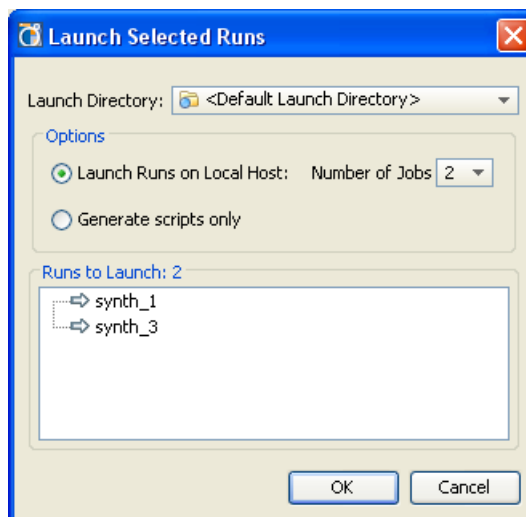 Launch Selected Runs
Launch Directory: <Default Launch Directory>
Options
Launch Runs on Local Host: Number of Jobs 2
Generate scripts only
Runs to Launch: 2
synth_1
synth_3
OK Cancel